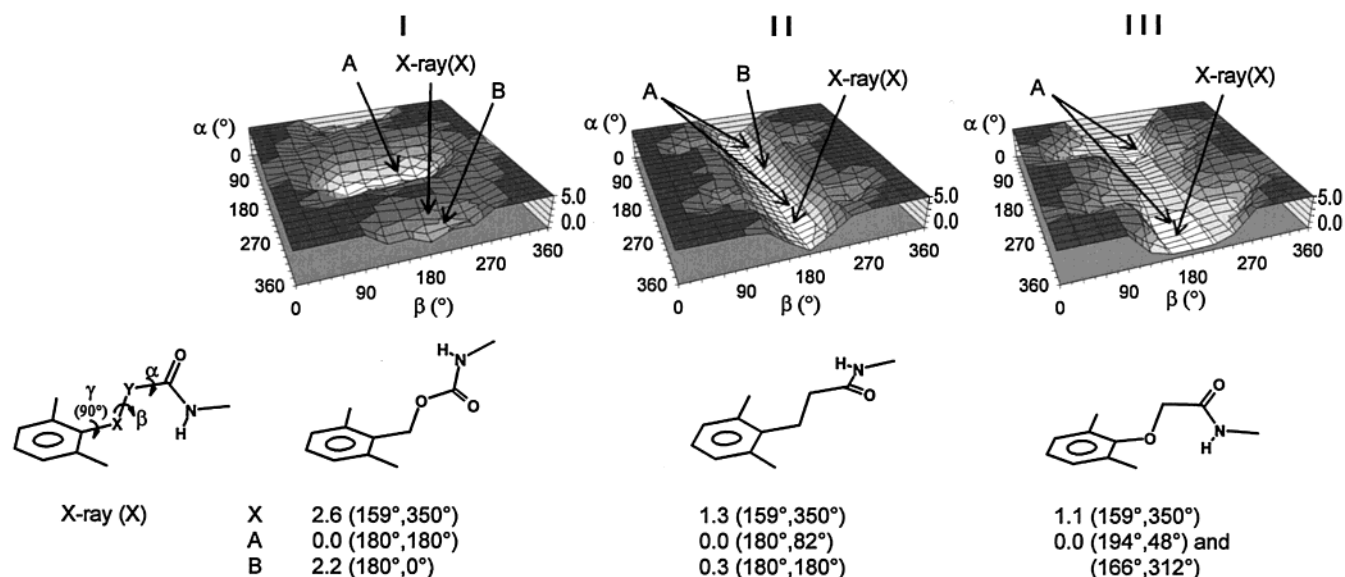 I II III
A X-ray(X) B
A B X-ray(X)
A X-ray(X)
α (°) 0 90 180 270 360
0 90 180 270 360
β (°)
5.0
0.0
α (°) 0 90 180 270 360
0 90 180 270 360
β (°)
5.0
0.0
α (°) 0 90 180 270 360
0 90 180 270 360
β (°)
5.0
0.0
γ
(90°)
X
β
Y
α
O
N
H
H-N
O
O
H-N
O
O
O
N
H
X-ray (X)
X 2.6 (159°,350°) 1.3 (159°,350°) 1.1 (159°,350°)
A 0.0 (180°,180°) 0.0 (180°,82°) 0.0 (194°,48°) and
B 2.2 (180°,0°) 0.3 (180°,180°) (166°,312°)